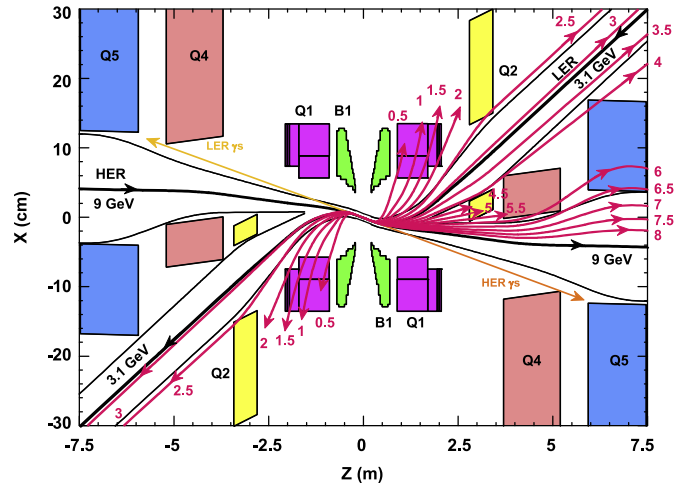 30
20
10
0
-10
-20
-30
X (cm)
-7.5
-5
-2.5
0
2.5
5
7.5
Z (m)
Q5
Q4
Q1
B1
Q2
LER γs
HER
9 GeV
LER
3.1 GeV
2.5
3
3.5
4
0.5
1
1.5
2
4.5
5
5.5
6
6.5
7
7.5
8
9 GeV
HER γs
B1
Q1
Q4
Q5
Q2
3.1 GeV
0.5
1
1.5
2
2.5
3